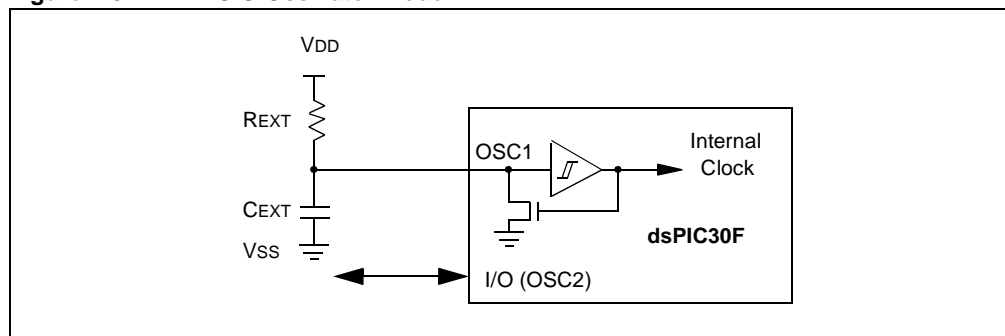 VDD
REXT
OSC1
Internal
Clock
CEXT
dsPIC30F
VSS
I/O (OSC2)